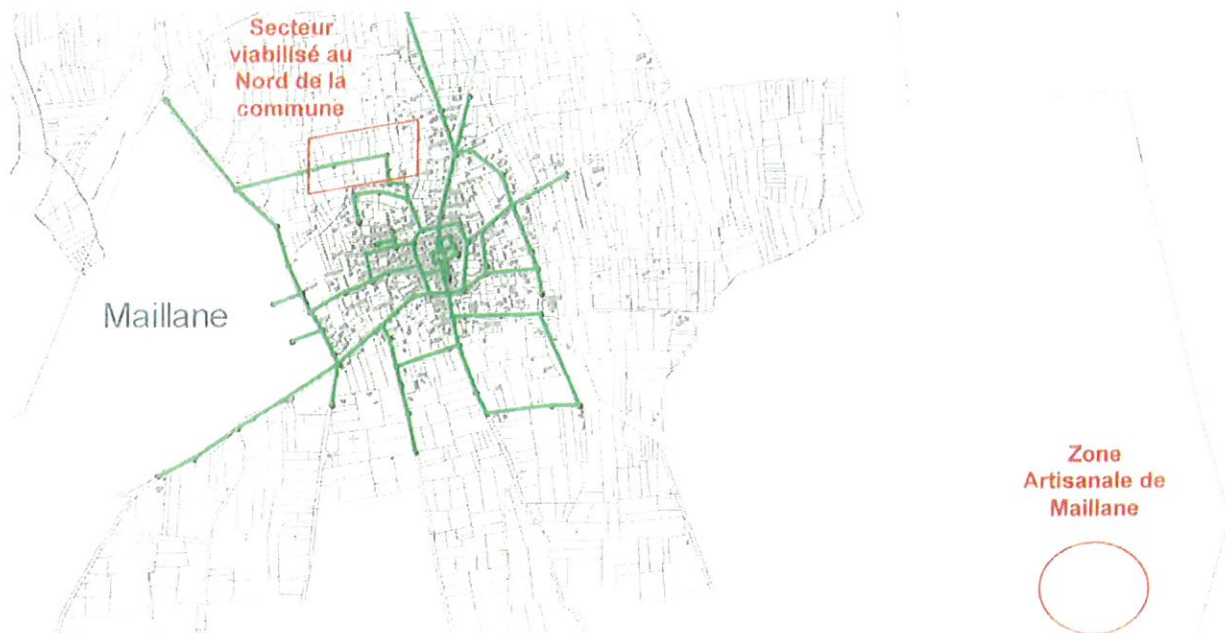 Secteur
viabilisé au
Nord de la
commune
Maillane
Zone
Artisanale de
Maillane